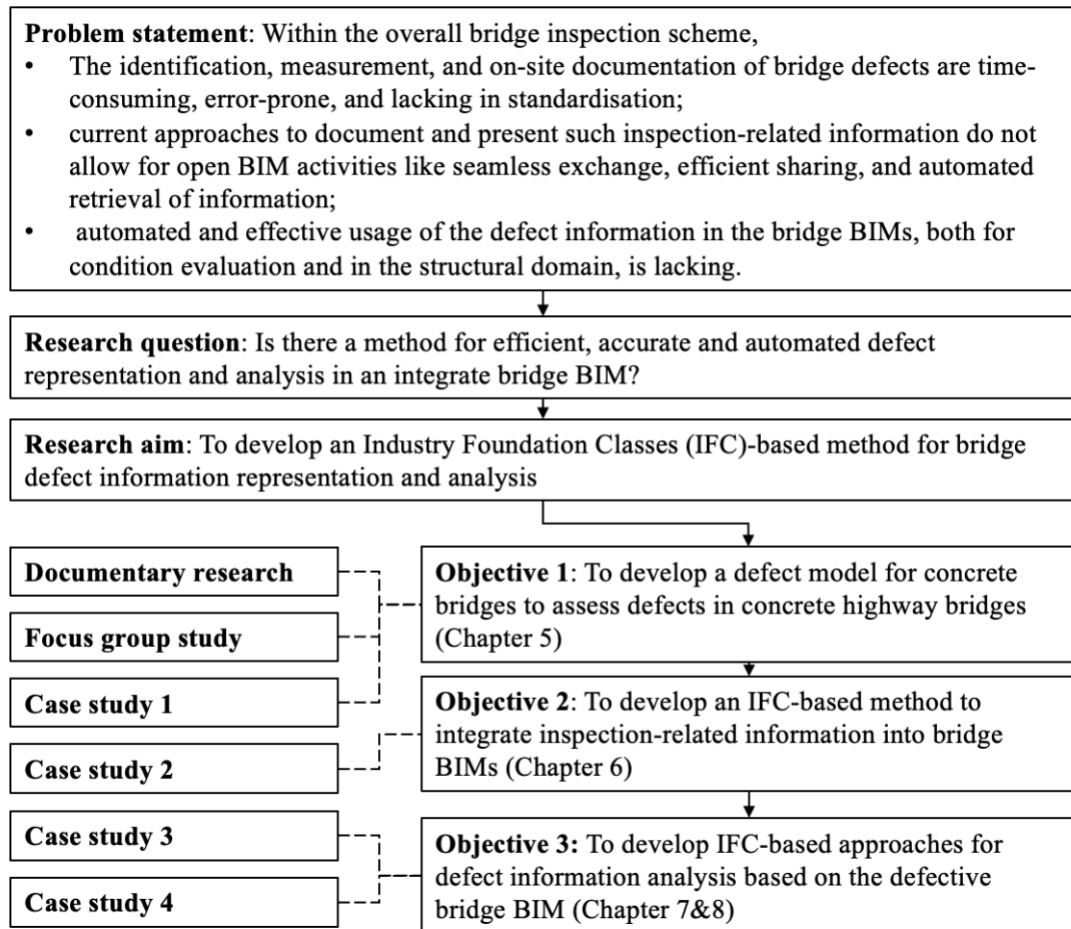 Problem statement: Within the overall bridge inspection scheme,
• The identification, measurement, and on-site documentation of bridge defects are time-
consuming, error-prone, and lacking in standardisation;
• current approaches to document and present such inspection-related information do not
allow for open BIM activities like seamless exchange, efficient sharing, and automated
retrieval of information;
• automated and effective usage of the defect information in the bridge BIMs, both for
condition evaluation and in the structural domain, is lacking.
Research question: Is there a method for efficient, accurate and automated defect
representation and analysis in an integrate bridge BIM?
Research aim: To develop an Industry Foundation Classes (IFC)-based method for bridge
defect information representation and analysis
Documentary research
Focus group study
Case study 1
Objective 1: To develop a defect model for concrete
bridges to assess defects in concrete highway bridges
(Chapter 5)
Case study 2
Objective 2: To develop an IFC-based method to
integrate inspection-related information into bridge
BIMs (Chapter 6)
Case study 3
Case study 4
Objective 3: To develop IFC-based approaches for
defect information analysis based on the defective
bridge BIM (Chapter 7&8)